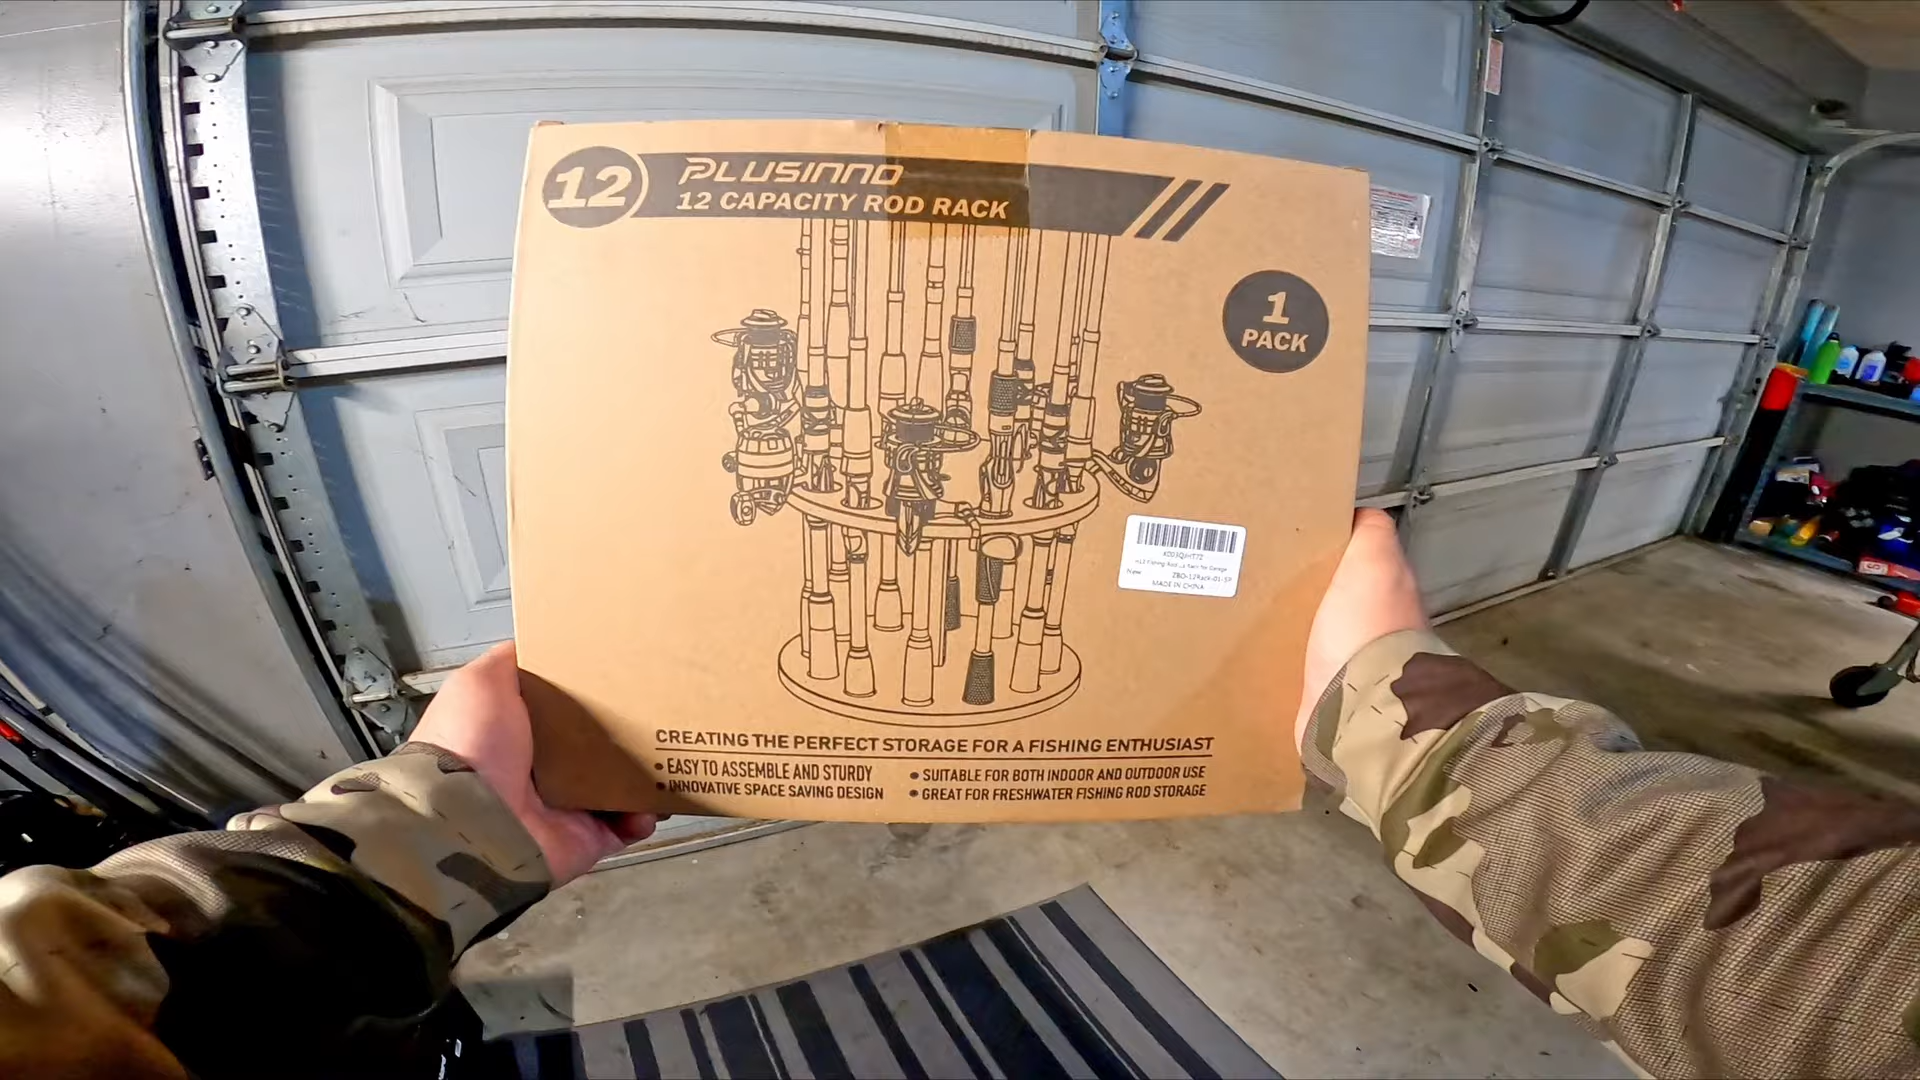 12
PLUSINNO
12 CAPACITY ROD RACK
1
PACK
New
MADE IN CHINA
CREATING THE PERFECT STORAGE FOR A FISHING ENTHUSIAST
• EASY TO ASSEMBLE AND STURDY
• SUITABLE FOR BOTH INDOOR AND OUTDOOR USE
• INNOVATIVE SPACE SAVING DESIGN
• GREAT FOR FRESHWATER FISHING ROD STORAGE